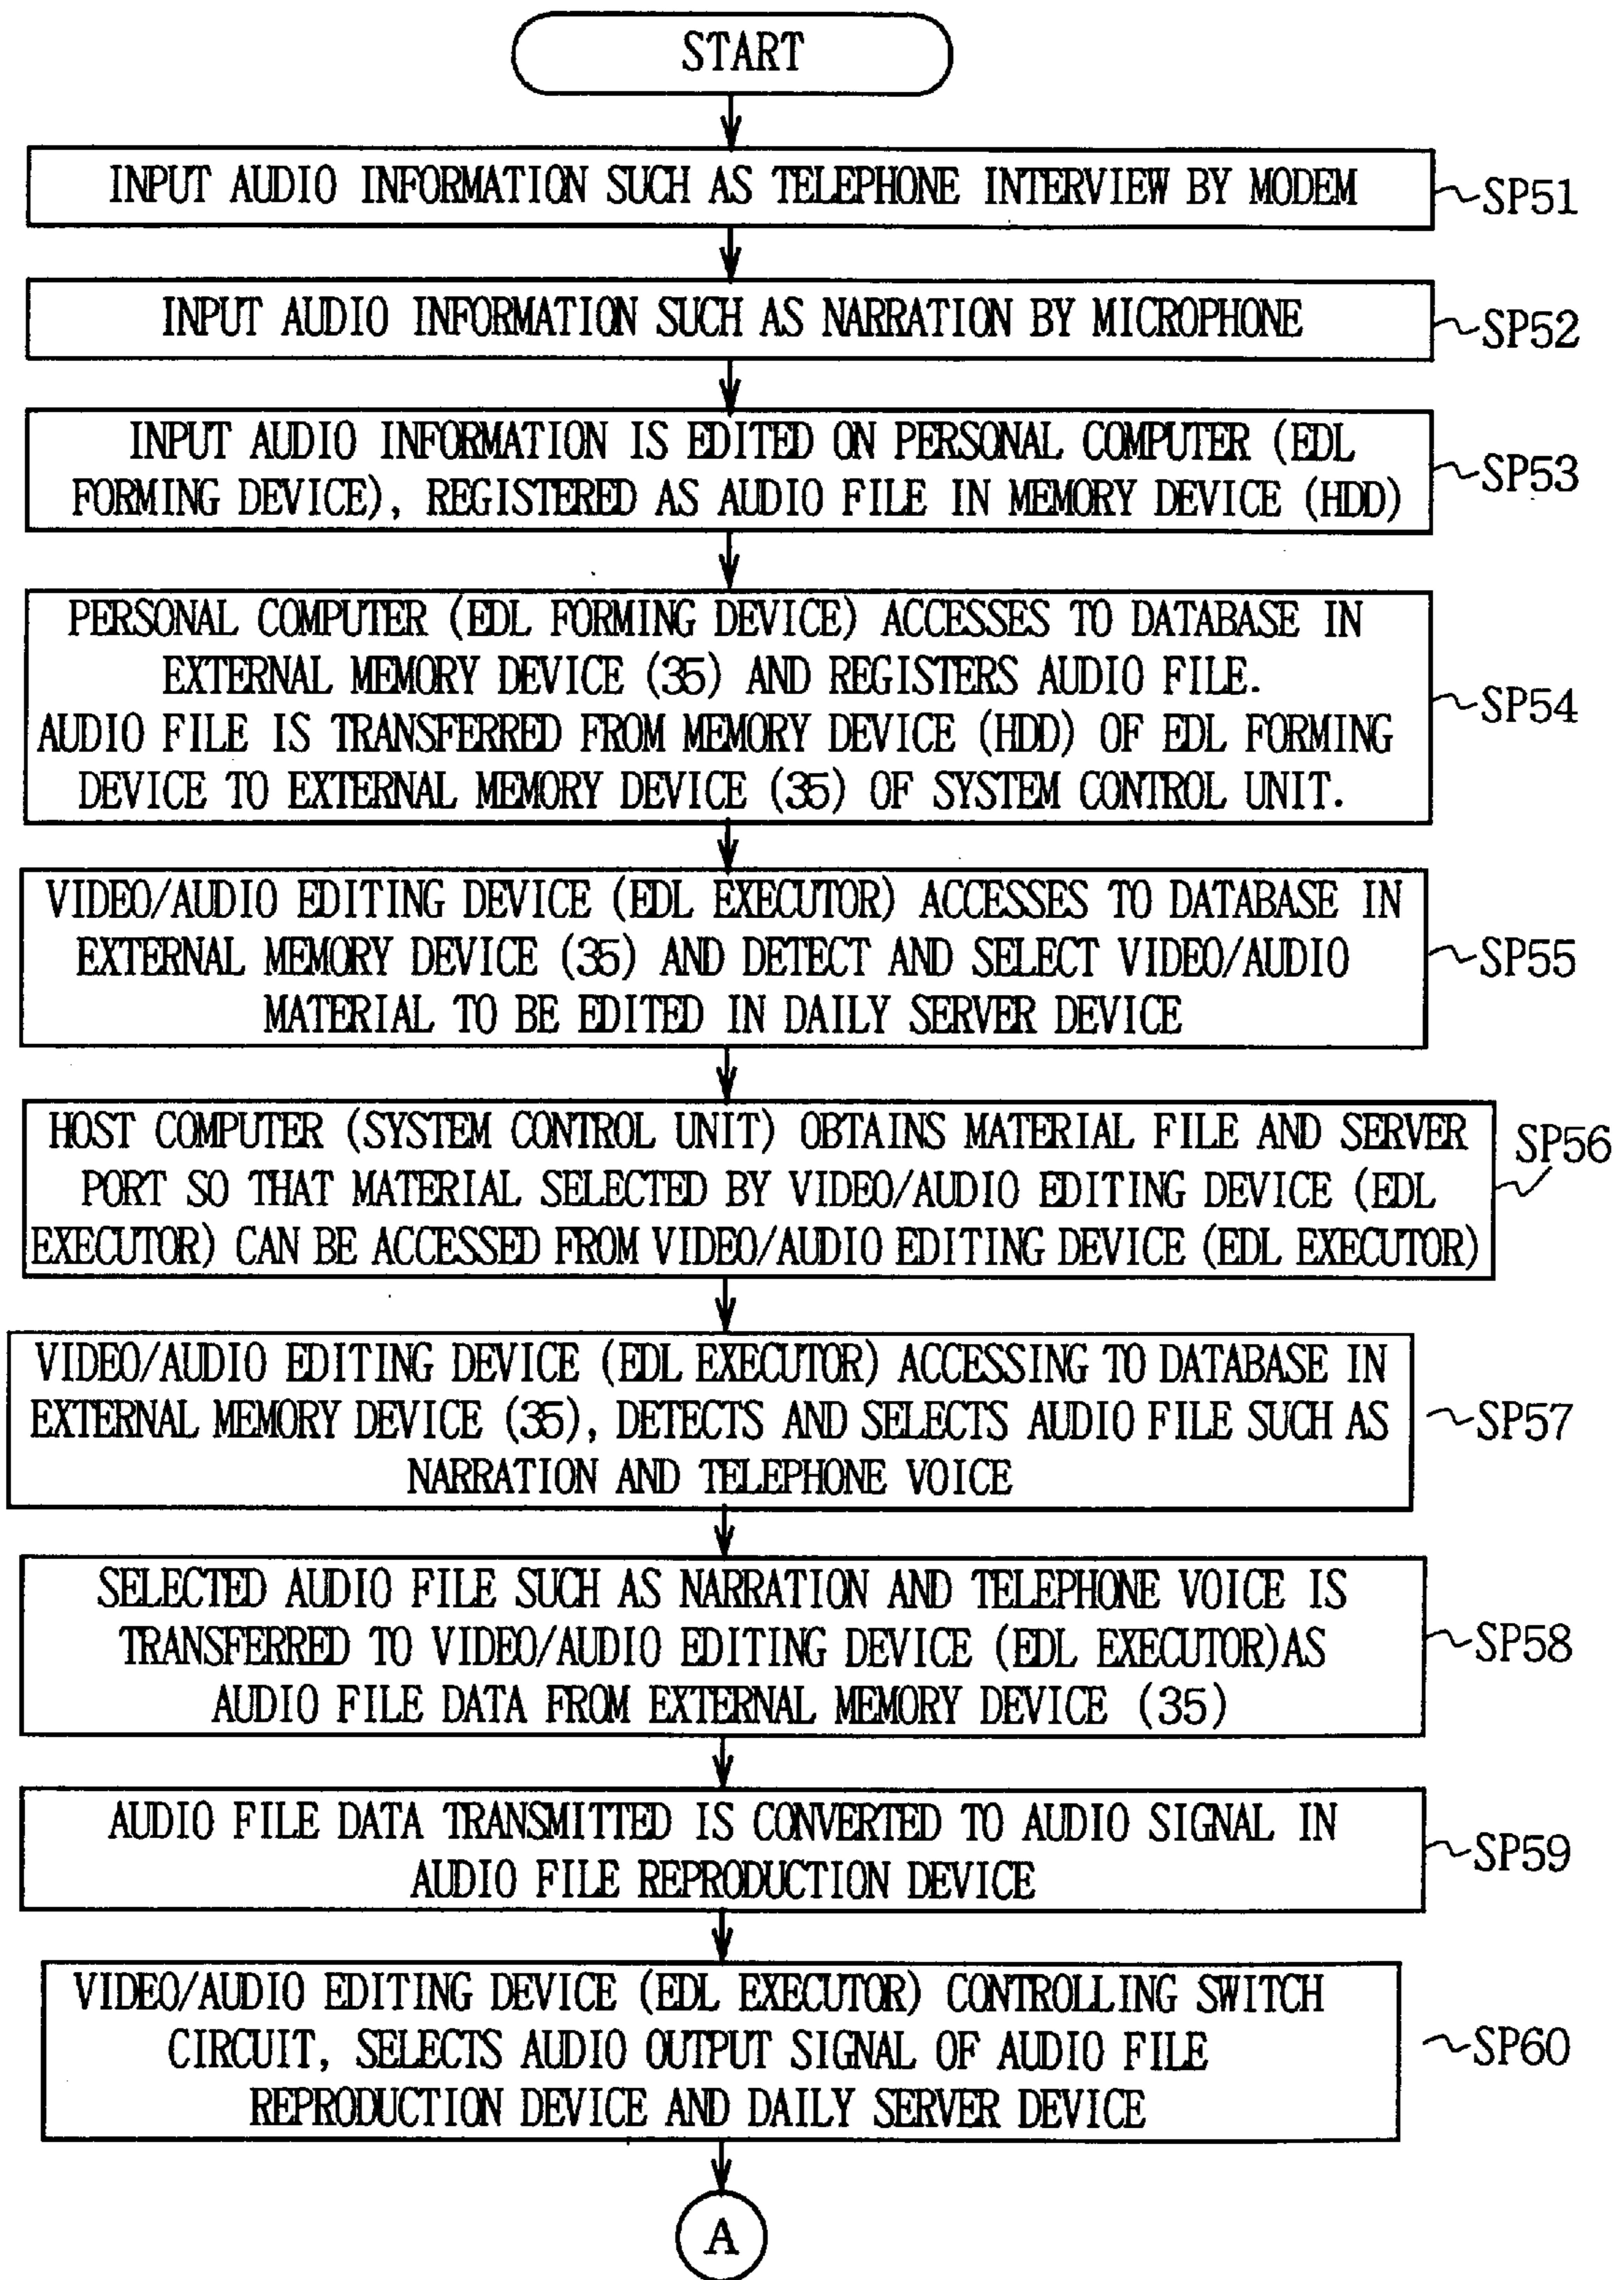 START
INPUT AUDIO INFORMATION SUCH AS TELEPHONE INTERVIEW BY MODEM
SP51
INPUT AUDIO INFORMATION SUCH AS NARRATION BY MICROPHONE
SP52
INPUT AUDIO INFORMATION IS EDITED ON PERSONAL COMPUTER (EDL
FORMING DEVICE), REGISTERED AS AUDIO FILE IN MEMORY DEVICE (HDD)
SP53
PERSONAL COMPUTER (EDL FORMING DEVICE) ACCESSES TO DATABASE IN
EXTERNAL MEMORY DEVICE (35) AND REGISTERS AUDIO FILE.
AUDIO FILE IS TRANSFERRED FROM MEMORY DEVICE (HDD) OF EDL FORMING
DEVICE TO EXTERNAL MEMORY DEVICE (35) OF SYSTEM CONTROL UNIT.
SP54
VIDEO/AUDIO EDITING DEVICE (EDL EXECUTOR) ACCESSES TO DATABASE IN
EXTERNAL MEMORY DEVICE (35) AND DETECT AND SELECT VIDEO/AUDIO
MATERIAL TO BE EDITED IN DAILY SERVER DEVICE
SP55
HOST COMPUTER (SYSTEM CONTROL UNIT) OBTAINS MATERIAL FILE AND SERVER
PORT SO THAT MATERIAL SELECTED BY VIDEO/AUDIO EDITING DEVICE (EDL
EXECUTOR) CAN BE ACCESSED FROM VIDEO/AUDIO EDITING DEVICE (EDL EXECUTOR)
SP56
VIDEO/AUDIO EDITING DEVICE (EDL EXECUTOR) ACCESSING TO DATABASE IN
EXTERNAL MEMORY DEVICE (35), DETECTS AND SELECTS AUDIO FILE SUCH AS
NARRATION AND TELEPHONE VOICE
SP57
SELECTED AUDIO FILE SUCH AS NARRATION AND TELEPHONE VOICE IS
TRANSFERRED TO VIDEO/AUDIO EDITING DEVICE (EDL EXECUTOR)AS
AUDIO FILE DATA FROM EXTERNAL MEMORY DEVICE (35)
SP58
AUDIO FILE DATA TRANSMITTED IS CONVERTED TO AUDIO SIGNAL IN
AUDIO FILE REPRODUCTION DEVICE
SP59
VIDEO/AUDIO EDITING DEVICE (EDL EXECUTOR) CONTROLLING SWITCH
CIRCUIT, SELECTS AUDIO OUTPUT SIGNAL OF AUDIO FILE
REPRODUCTION DEVICE AND DAILY SERVER DEVICE
SP60
A